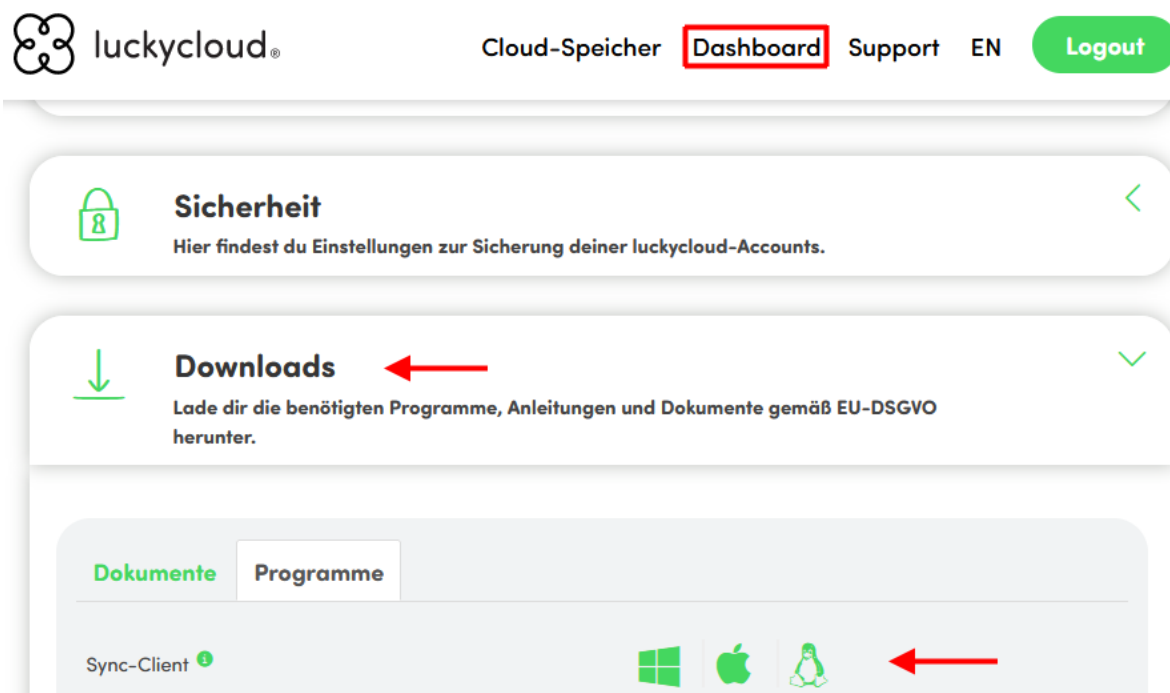 luckycloud® Cloud-Speicher Dashboard Support EN Logout
Sicherheit
Hier findest du Einstellungen zur Sicherung deiner luckycloud-Accounts.
Downloads
Lade dir die benötigten Programme, Anleitungen und Dokumente gemäß EU-DSGVO
herunter.
Dokumente Programme
Sync-Client